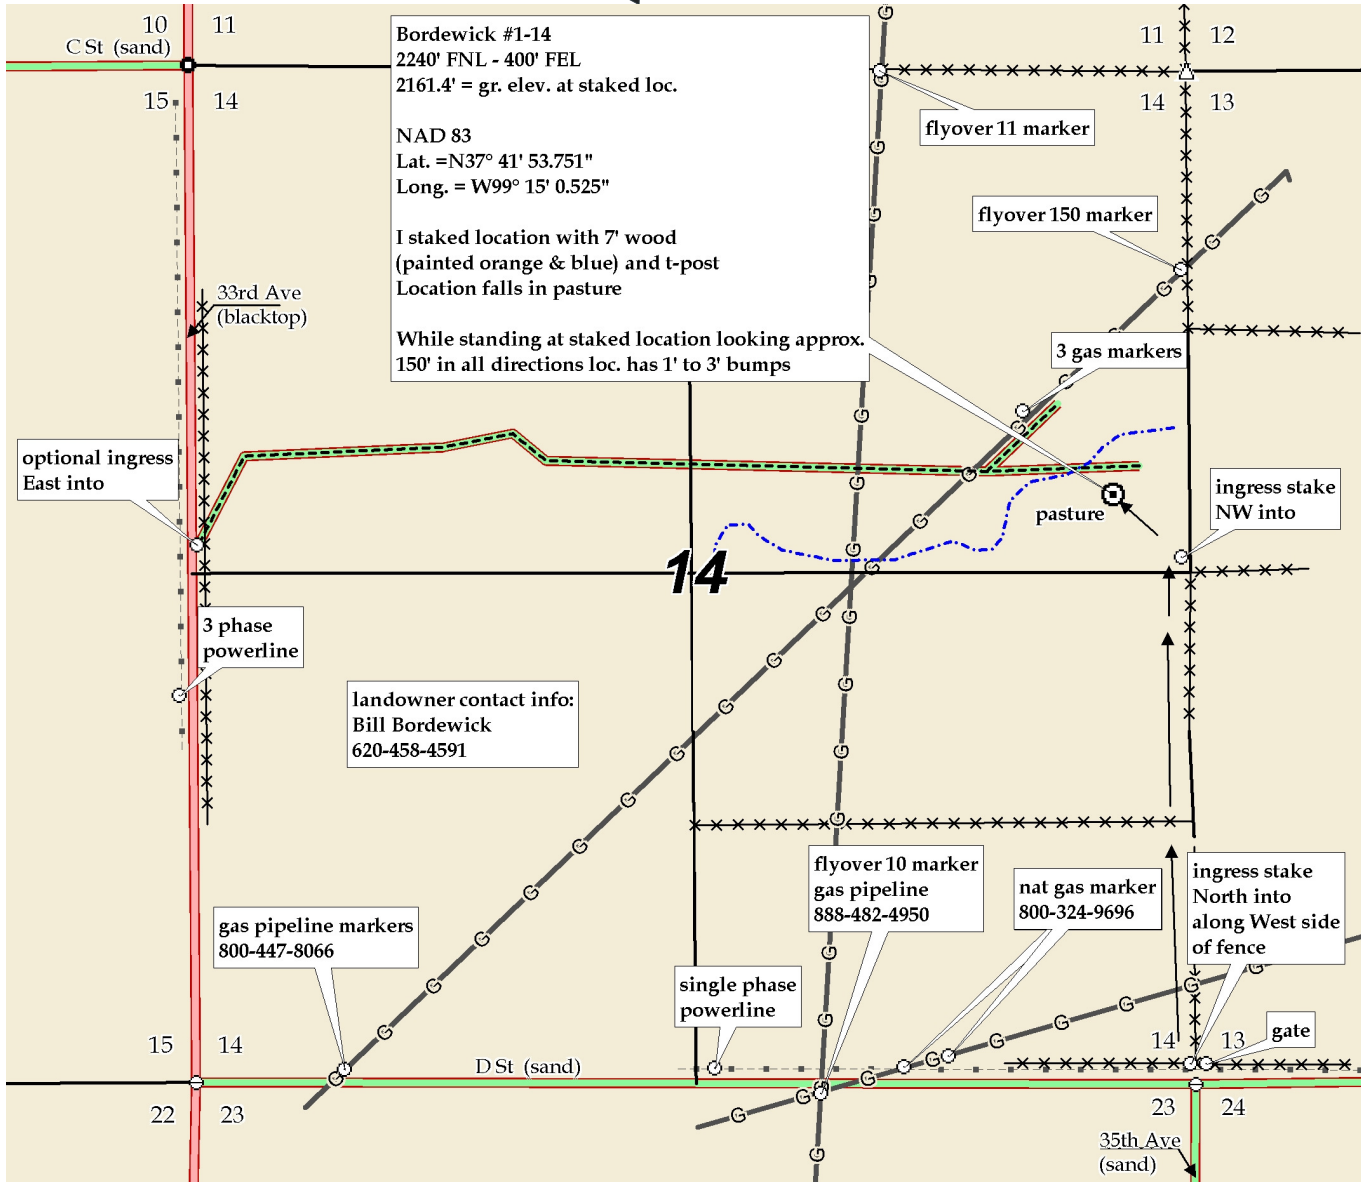 10 11
C St (sand)
15 14
Bordewick #1-14
2240' FNL - 400' FEL
2161.4' = gr. elev. at staked loc.
NAD 83
Lat. =N37° 41' 53.751"
Long. = W99° 15' 0.525"
I staked location with 7' wood
(painted orange & blue) and t-post
Location falls in pasture
While standing at staked location looking approx.
150' in all directions loc. has 1' to 3' bumps
11 12
14 13
flyover 11 marker
flyover 150 marker
33rd Ave
(blacktop)
3 gas markers
optional ingress
East into
ingress stake
NW into
pasture
14
3 phase
powerline
landowner contact info:
Bill Bordewick
620-458-4591
flyover 10 marker
gas pipeline
888-482-4950
nat gas marker
800-324-9696
ingress stake
North into
along West side
of fence
gas pipeline markers
800-447-8066
single phase
powerline
gate
15 14
14 13
D St (sand)
22 23
23 24
35th Ave
(sand)
G G G G G G G G G G G G G G G G G
G G G G G G G G G G G G G G G G G G G
G G G G G G G G G